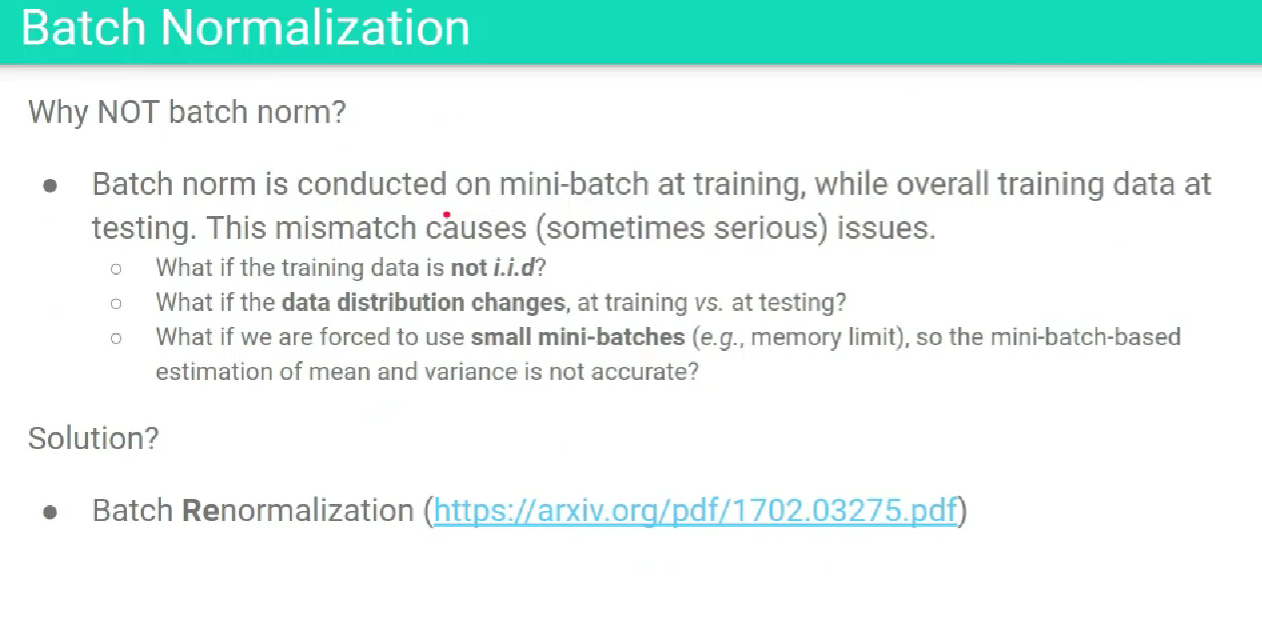 Batch Normalization
Why NOT batch norm?
● Batch norm is conducted on mini-batch at training, while overall training data at
testing. This mismatch causes (sometimes serious) issues.
○ What if the training data is not i.i.d?
○ What if the data distribution changes, at training vs. at testing?
○ What if we are forced to use small mini-batches (e.g., memory limit), so the mini-batch-based
estimation of mean and variance is not accurate?
Solution?
● Batch Renormalization (https://arxiv.org/pdf/1702.03275.pdf)